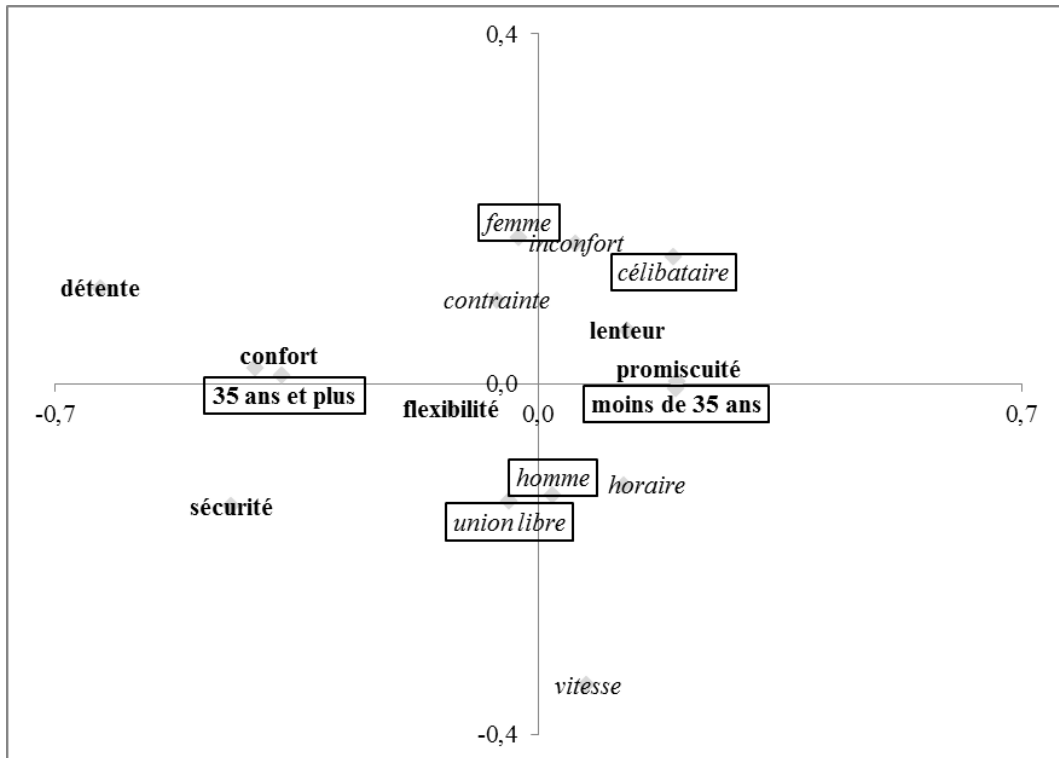 0,4
femme
inconfort
célibataire
détente
contrainte
lenteur
confort
promiscuité
35 ans et plus
0,0
moins de 35 ans
-0,7
flexibilité
0,0
0,7
homme
horaire
sécurité
union libre
vitesse
-0,4